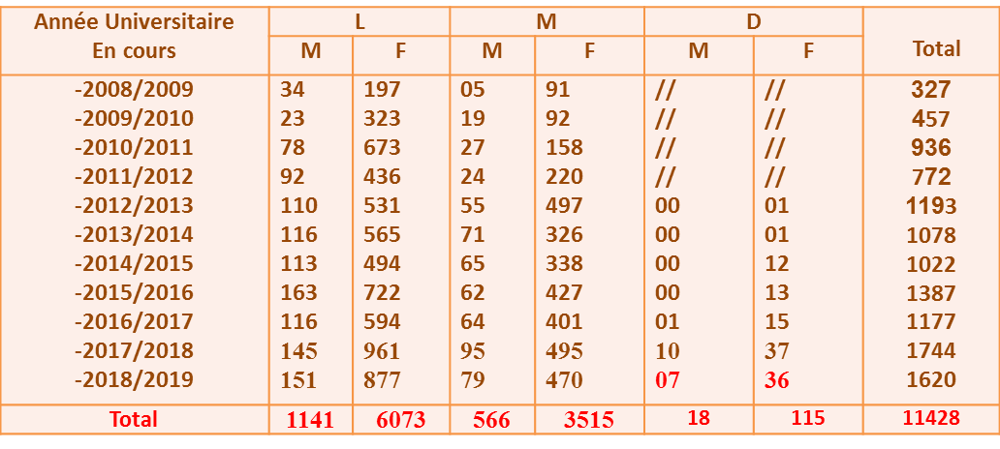 Année Universitaire L M D
En cours M F M F M F Total
-2008/2009 34 197 05 91 // // 327
-2009/2010 23 323 19 92 // // 457
-2010/2011 78 673 27 158 // // 936
-2011/2012 92 436 24 220 // // 772
-2012/2013 110 531 55 497 00 01 1193
-2013/2014 116 565 71 326 00 01 1078
-2014/2015 113 494 65 338 00 12 1022
-2015/2016 163 722 62 427 00 13 1387
-2016/2017 116 594 64 401 01 15 1177
-2017/2018 145 961 95 495 10 37 1744
-2018/2019 151 877 79 470 07 36 1620
Total 1141 6073 566 3515 18 115 11428